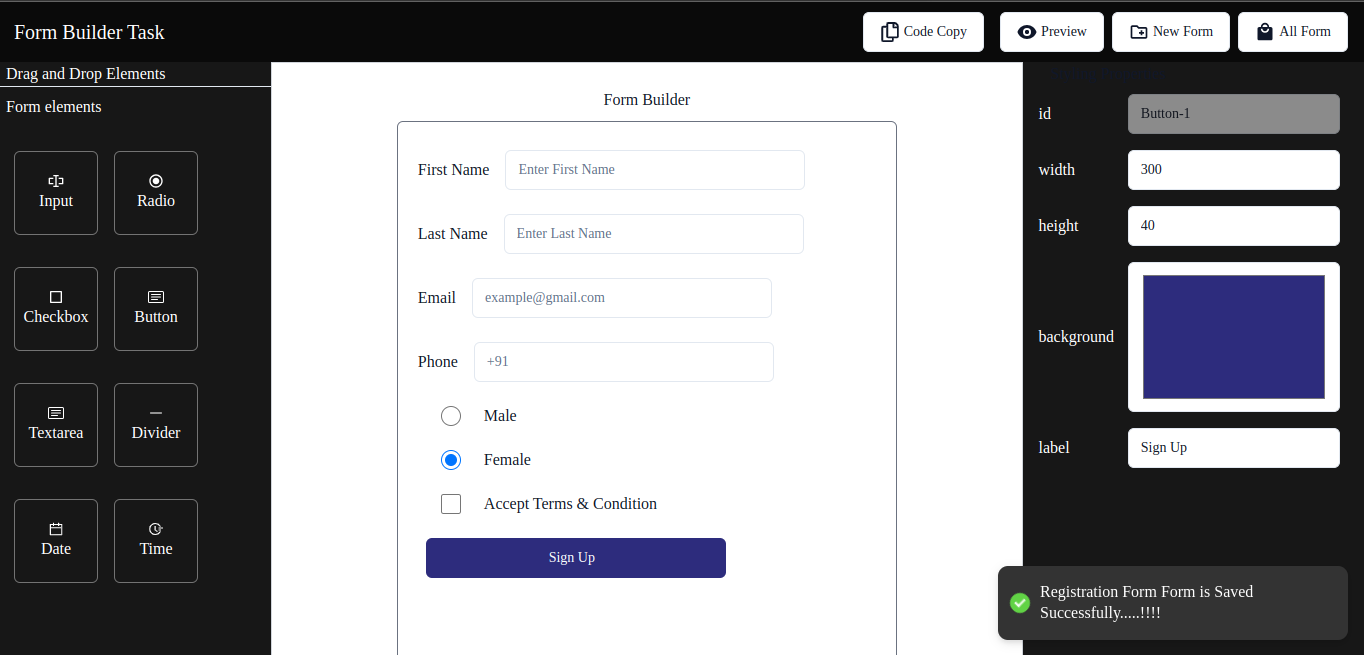 Form Builder Task
Code Copy
Preview
New Form
All Form
Drag and Drop Elements
Form elements
Input
Radio
Checkbox
Button
Textarea
Divider
Date
Time
Form Builder
First Name
Enter First Name
Last Name
Enter Last Name
Email
example@gmail.com
Phone
+91
Male
Female
Accept Terms & Condition
Sign Up
id
Button-1
width
300
height
40
background
label
Sign Up
Registration Form Form is Saved
Successfully.....!!!!